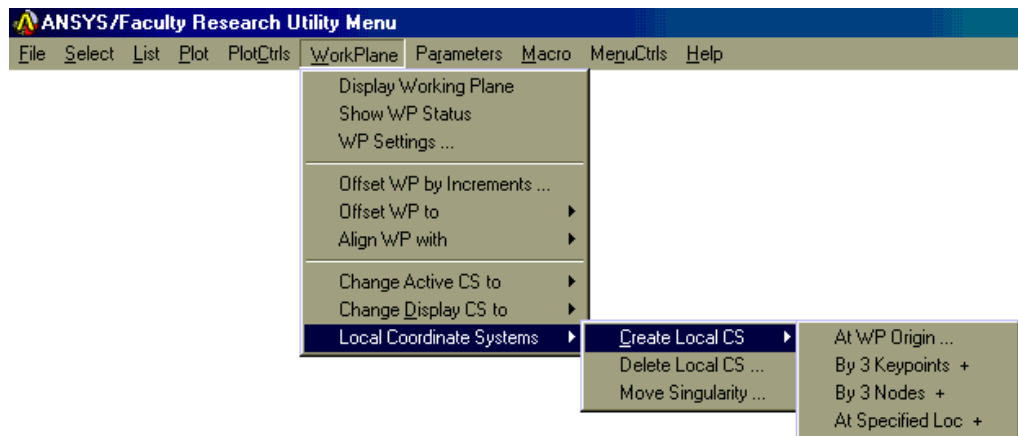 ANSYS/Faculty Research Utility Menu
File Select List Plot PlotCtrls WorkPlane Parameters Macro MenuCtrls Help
Display Working Plane
Show WP Status
WP Settings ...
Offset WP by Increments ...
Offset WP to
Align WP with
Change Active CS to
Change Display CS to
Local Coordinate Systems
Create Local CS
Delete Local CS ...
Move Singularity ...
At WP Origin ...
By 3 Keypoints +
By 3 Nodes +
At Specified Loc +